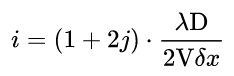 i = (1 + 2j) · λD / 2Vδx